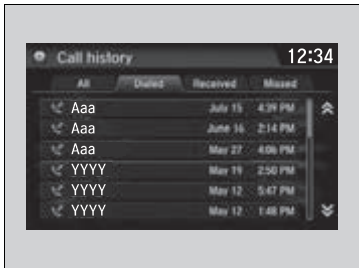 Call history 12:34
All Dialed Received Missed
Aaa July 15 4:39 PM
Aaa June 16 2:14 PM
Aaa May 27 4:06 PM
YYYY May 19 2:50 PM
YYYY May 12 5:47 PM
YYYY May 12 1:48 PM